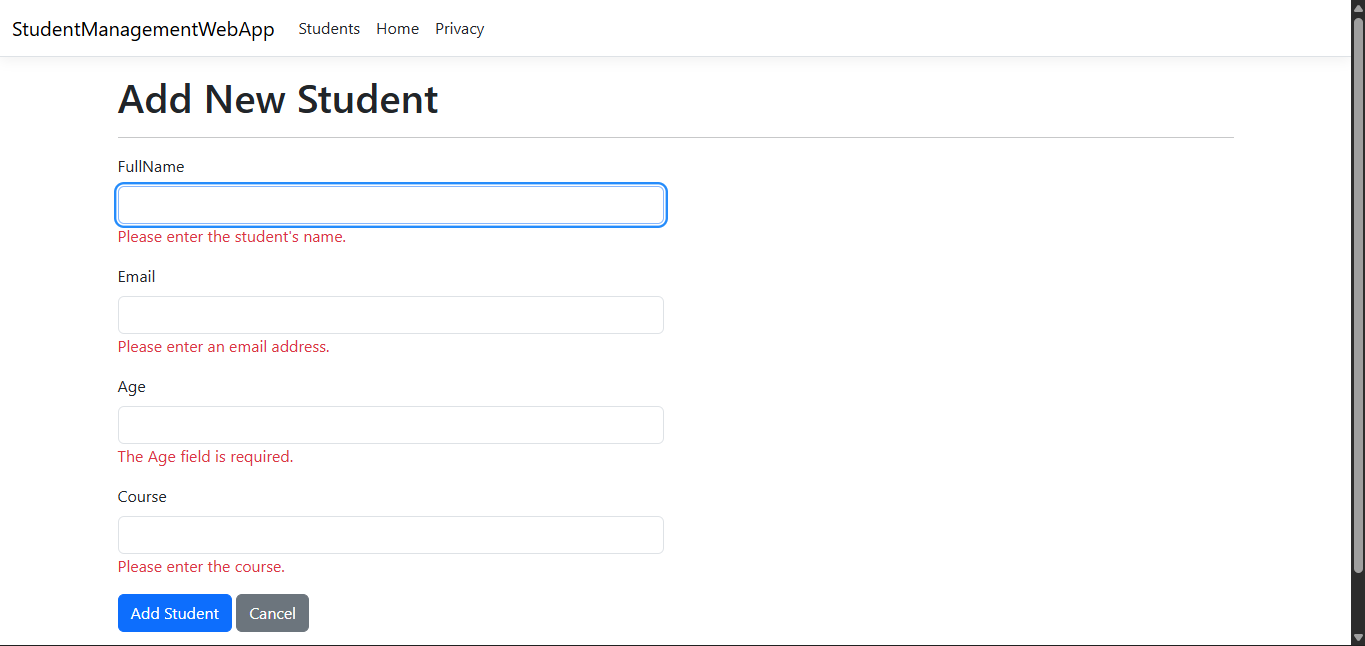 StudentManagementWebApp Students Home Privacy
Add New Student
FullName
Please enter the student's name.
Email
Please enter an email address.
Age
The Age field is required.
Course
Please enter the course.
Add Student Cancel